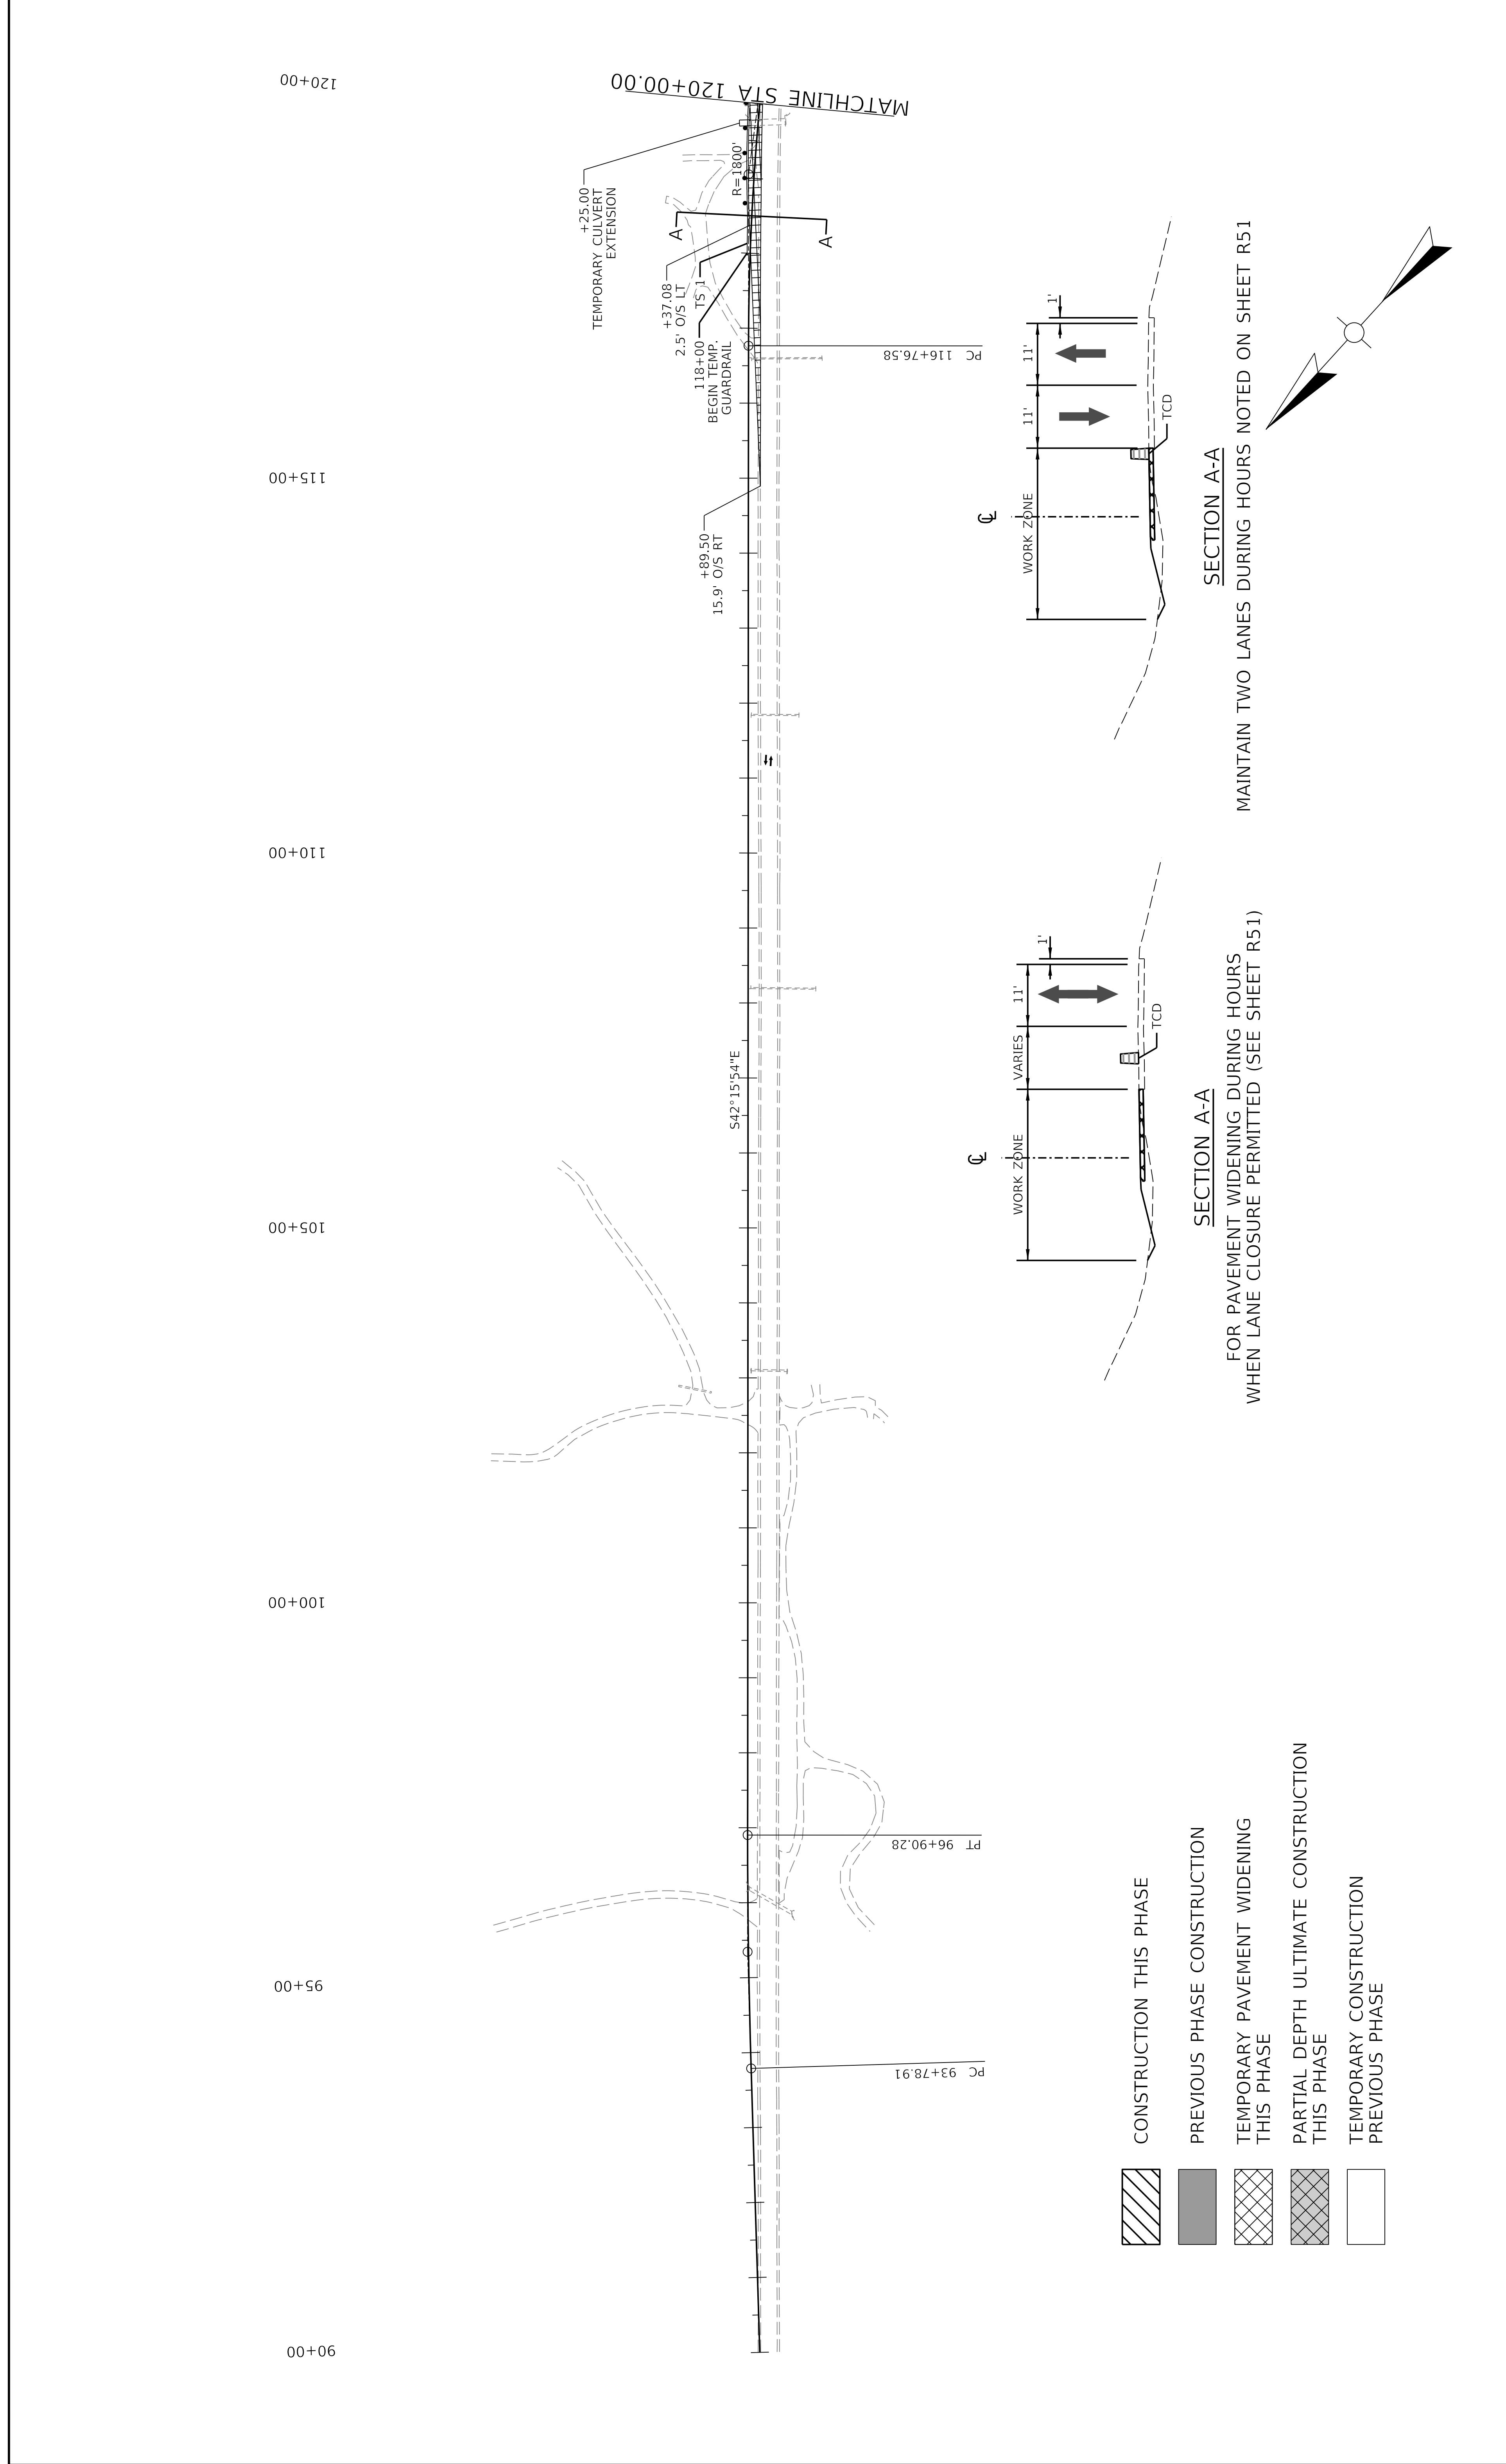 120+00
115+00
110+00
105+00
100+00
95+00
90+00
MATCHLINE STA 120+00.00
+25.00
TEMPORARY CULVERT
EXTENSION
R=1800'
A
A
+37.08
2.5' O/S LT
TS 1
118+00
BEGIN TEMP.
GUARDRAIL
PC 116+76.58
+89.50
15.9' O/S RT
S42°15'54"E
PT 96+90.28
PC 93+78.91
1'
11'
11'
WORK ZONE
TCD
℄
SECTION A-A
MAINTAIN TWO LANES DURING HOURS NOTED ON SHEET R51
1'
11'
VARIES
WORK ZONE
TCD
℄
SECTION A-A
FOR PAVEMENT WIDENING DURING HOURS
WHEN LANE CLOSURE PERMITTED (SEE SHEET R51)
CONSTRUCTION THIS PHASE
PREVIOUS PHASE CONSTRUCTION
TEMPORARY PAVEMENT WIDENING
THIS PHASE
PARTIAL DEPTH ULTIMATE CONSTRUCTION
THIS PHASE
TEMPORARY CONSTRUCTION
PREVIOUS PHASE